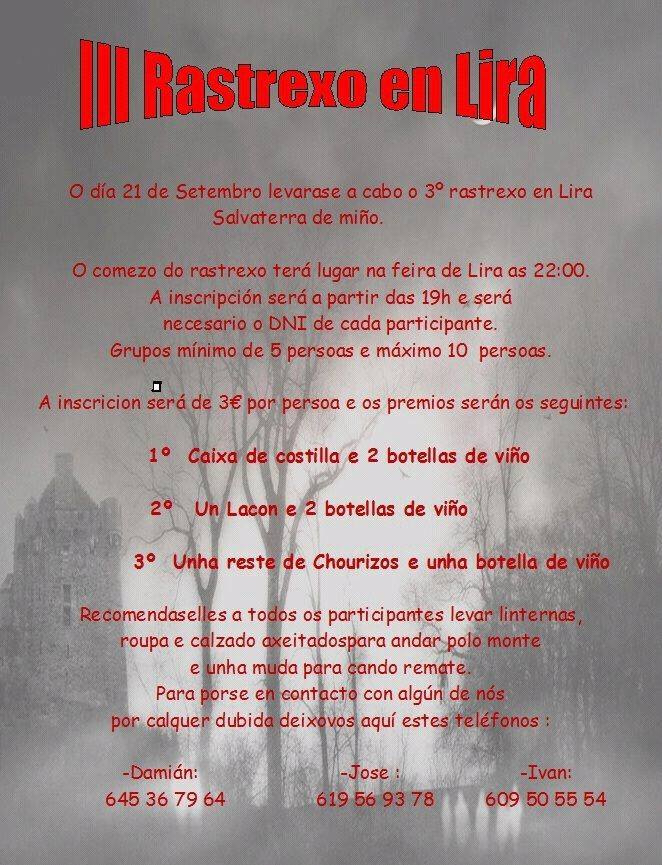 III Rastrexo en Lira
O día 21 de Setembro levarase a cabo o 3º rastrexo en Lira
Salvaterra de miño.
O comezo do rastrexo terá lugar na feira de Lira as 22:00.
A inscripción será a partir das 19h e será
necesario o DNI de cada participante.
Grupos mínimo de 5 persoas e máximo 10 persoas.
A inscricion será de 3€ por persoa e os premios serán os seguintes:
1º Caixa de costilla e 2 botellas de viño
2º Un Lacon e 2 botellas de viño
3º Unha reste de Chourizos e unha botella de viño
Recomendaselles a todos os participantes levar linternas,
roupa e calzado axeitadospara andar polo monte
e unha muda para cando remate.
Para porse en contacto con algún de nós
por calquer dubida deixovos aquí estes teléfonos :
-Damián: -Jose : -Ivan:
645 36 79 64 619 56 93 78 609 50 55 54